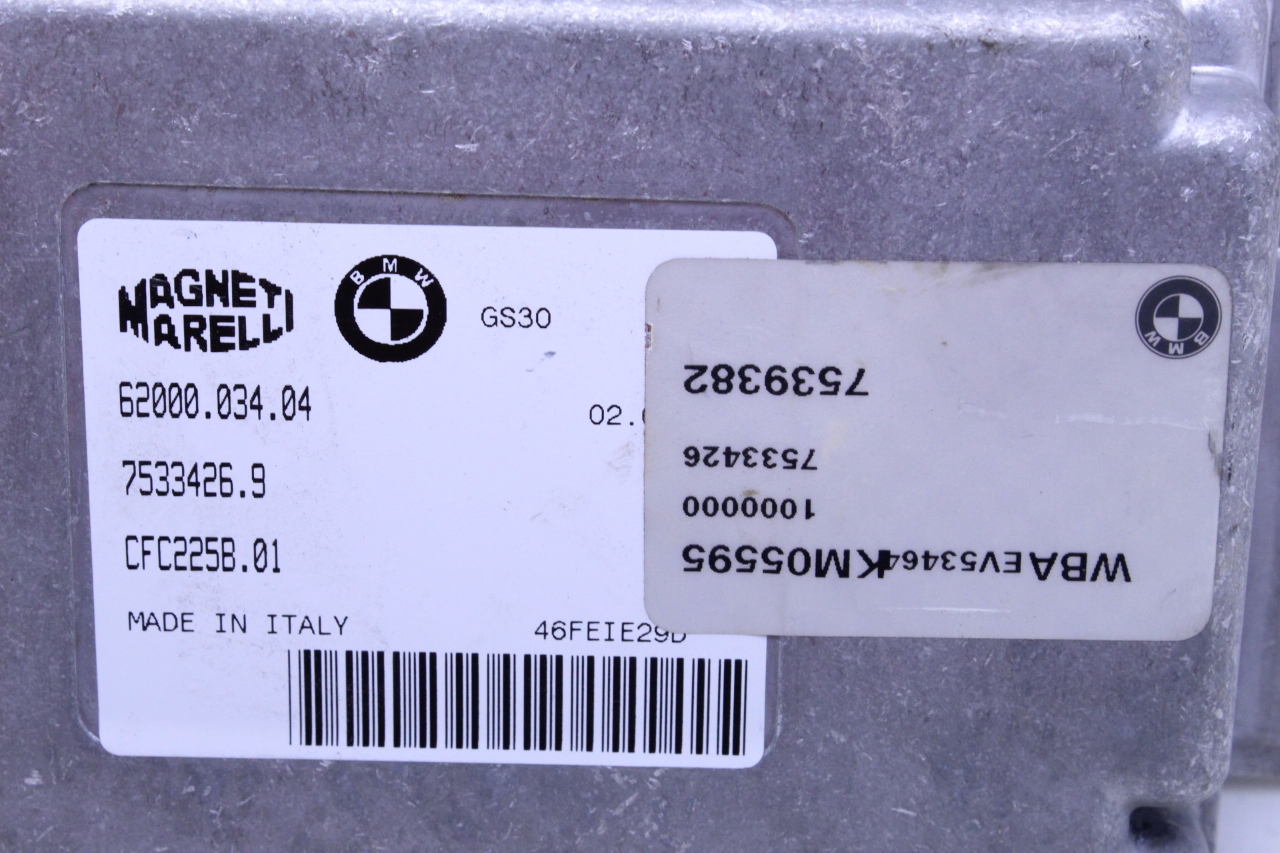 MAGNETI
MARELLI
BMW
GS30
62000.034.04
02.
7533426.9
CFC225B.01
MADE IN ITALY
46FEIE29D
BMW
7539382
7533426
1000000
WBAEV53464KM05595